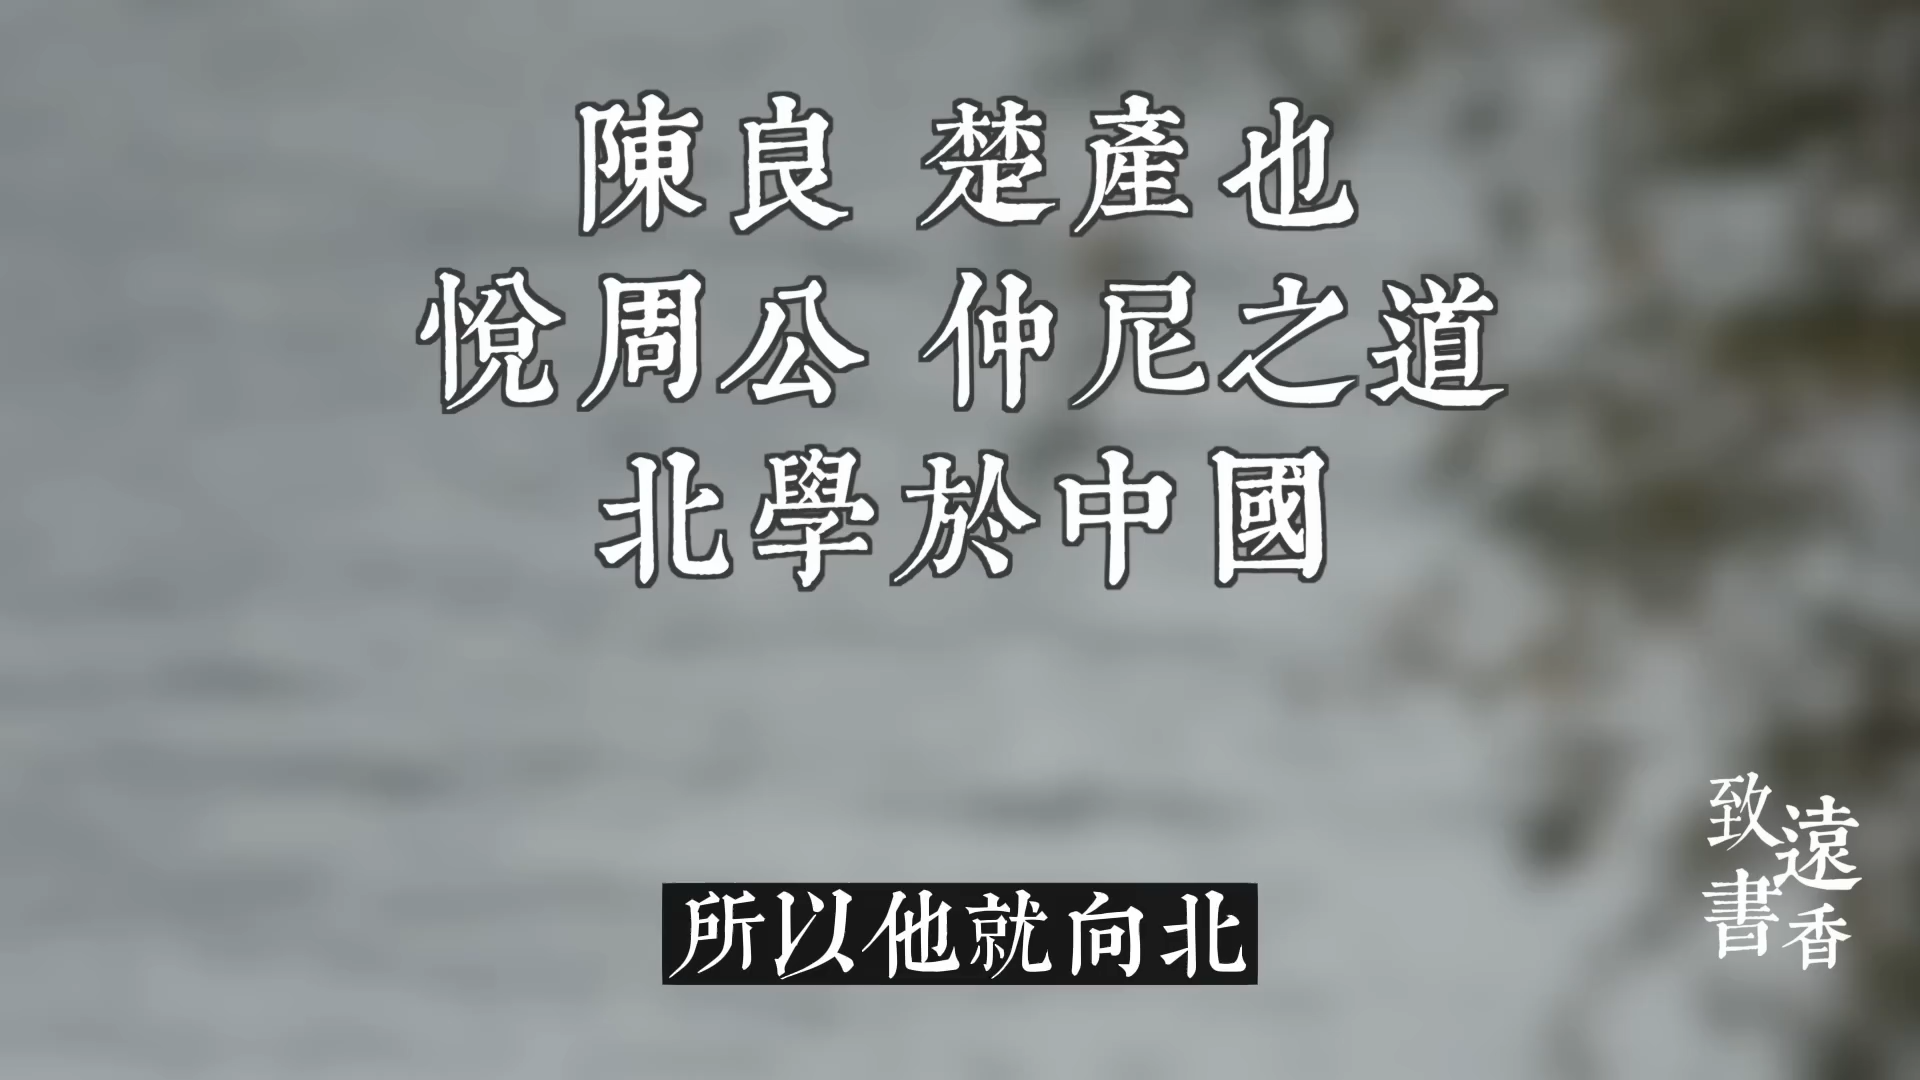 陳良 楚產也
悅周公 仲尼之道
北學於中國
所以他就向北
致遠書香